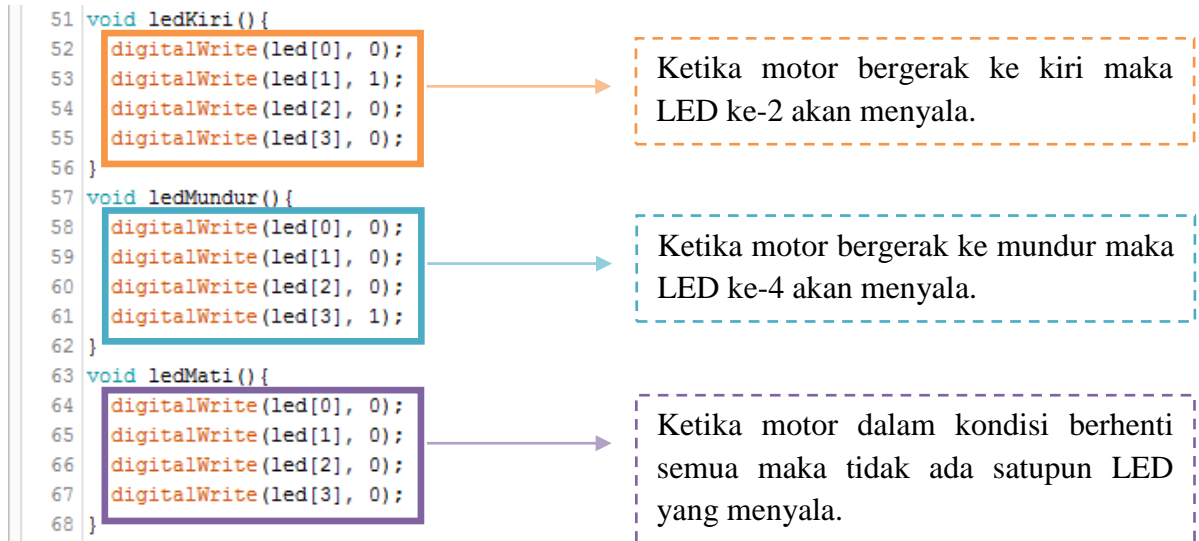 51 void ledKiri(){
52 digitalWrite(led[0], 0);
53 digitalWrite(led[1], 1);
54 digitalWrite(led[2], 0);
55 digitalWrite(led[3], 0);
56 }
Ketika motor bergerak ke kiri maka
LED ke-2 akan menyala.
57 void ledMundur(){
58 digitalWrite(led[0], 0);
59 digitalWrite(led[1], 0);
60 digitalWrite(led[2], 0);
61 digitalWrite(led[3], 1);
62 }
Ketika motor bergerak ke mundur maka
LED ke-4 akan menyala.
63 void ledMati(){
64 digitalWrite(led[0], 0);
65 digitalWrite(led[1], 0);
66 digitalWrite(led[2], 0);
67 digitalWrite(led[3], 0);
68 }
Ketika motor dalam kondisi berhenti
semua maka tidak ada satupun LED
yang menyala.